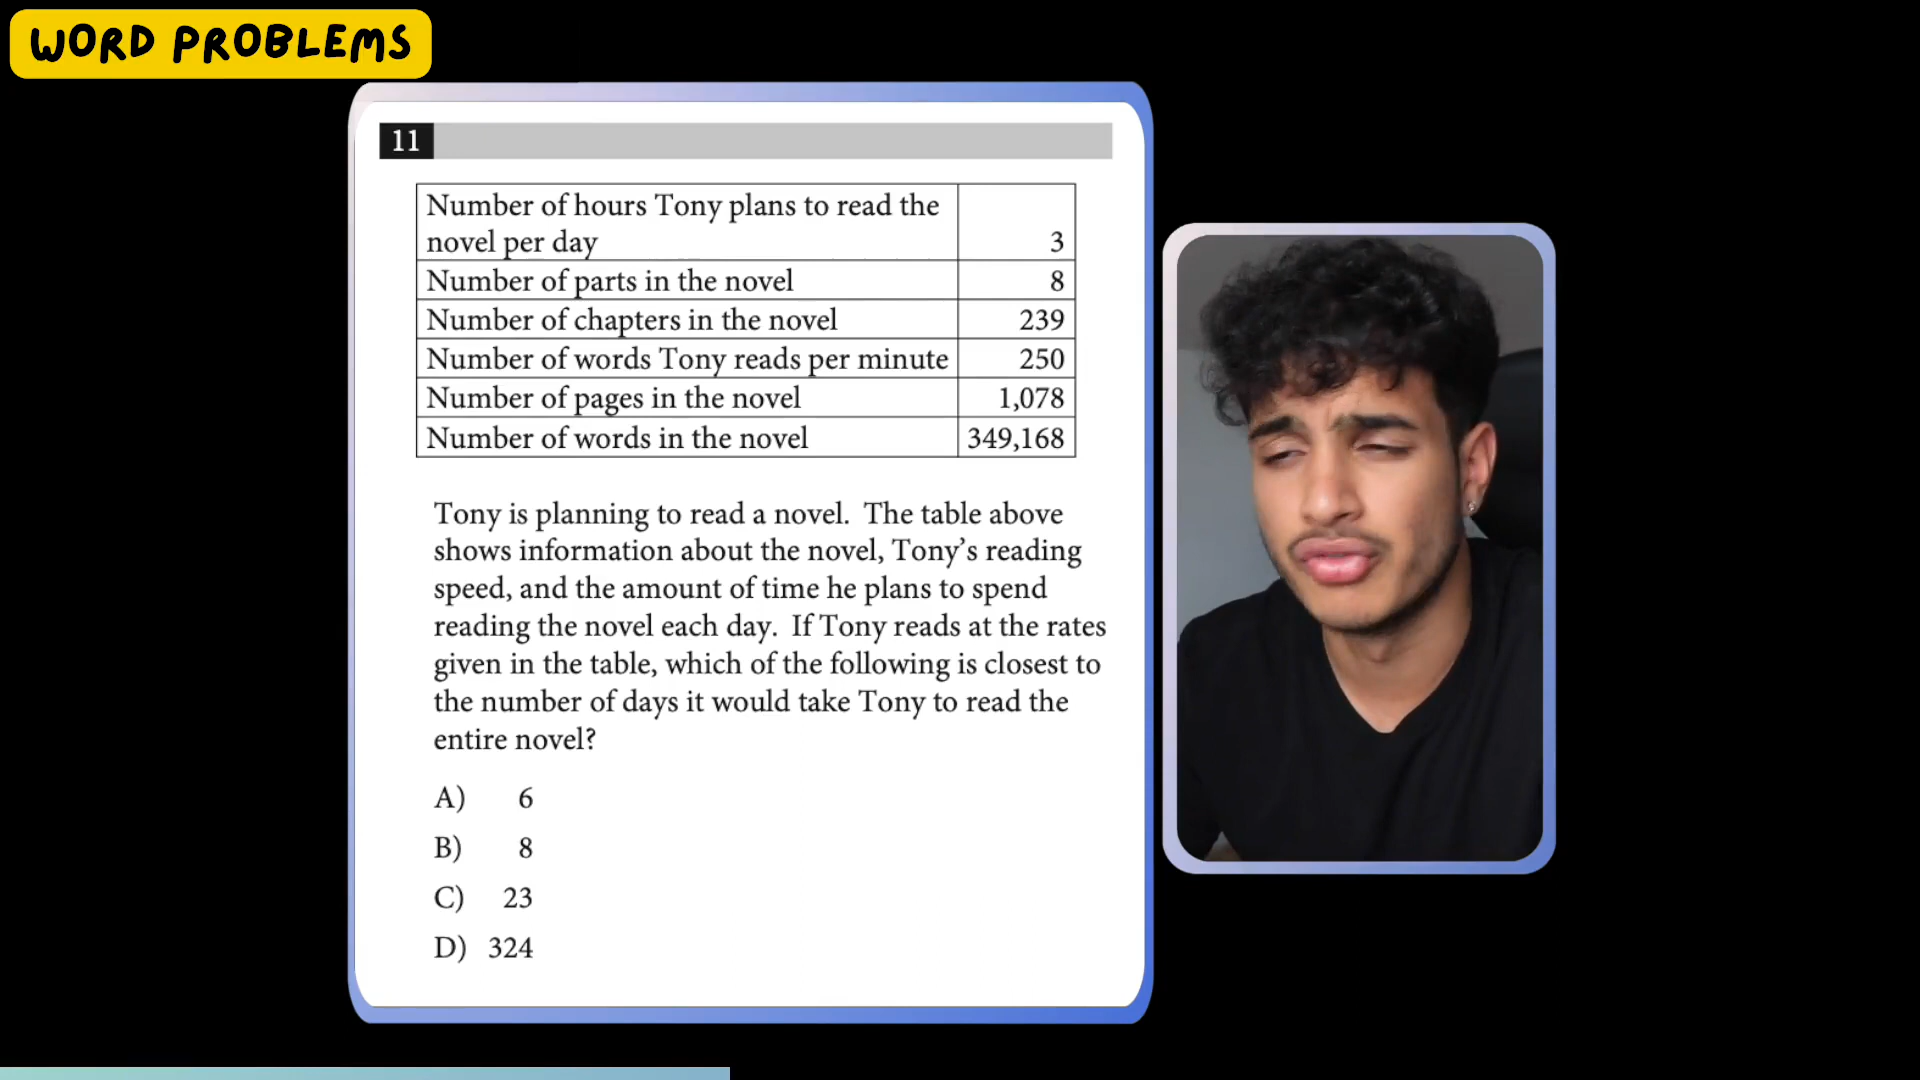 WORD PROBLEMS
11
Number of hours Tony plans to read the
novel per day 3
Number of parts in the novel 8
Number of chapters in the novel 239
Number of words Tony reads per minute 250
Number of pages in the novel 1,078
Number of words in the novel 349,168
Tony is planning to read a novel. The table above
shows information about the novel, Tony’s reading
speed, and the amount of time he plans to spend
reading the novel each day. If Tony reads at the rates
given in the table, which of the following is closest to
the number of days it would take Tony to read the
entire novel?
A) 6
B) 8
C) 23
D) 324